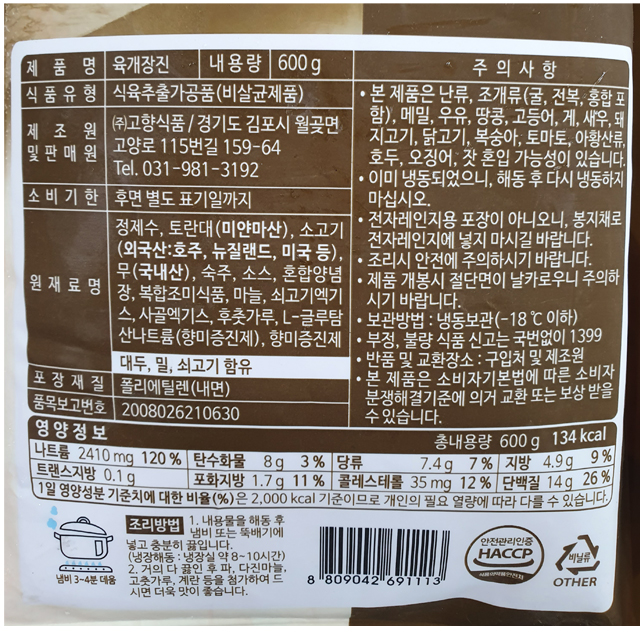 제 품 명 육개장진 내용량 600g
식품유형 식육추출가공품(비살균제품)
제 조 원 및판매원
㈜고향식품/경기도 김포시 월곶면
고양로 115번길 159-64
Tel. 031-981-3192
소비기한 후면 별도 표기일까지
원재료명
정제수, 토란대(미얀마산), 소고기
(외국산:호주, 뉴질랜드, 미국 등),
무(국내산), 숙주, 소스, 혼합양념
장, 복합조미식품, 마늘, 쇠고기엑기
스, 사골엑기스, 후춧가루, L-글루탐
산나트륨(향미증진제), 향미증진제
대두, 밀, 쇠고기 함유
포장재질 폴리에틸렌(내면)
품목보고번호 2008026210630
주의사항
• 본 제품은 난류, 조개류(굴, 전복, 홍합 포
함), 메밀, 우유, 땅콩, 고등어, 게, 새우, 돼
지고기, 닭고기, 복숭아, 토마토, 아황산류,
호두, 오징어, 잣 혼입 가능성이 있습니다.
• 이미 냉동되었으니, 해동 후 다시 냉동하지
마십시오.
• 전자레인지용 포장이 아니오니, 봉지채로
전자레인지에 넣지 마시길 바랍니다.
• 조리시 안전에 주의하시기 바랍니다.
• 제품 개봉시 절단면이 날카로우니 주의하
시기 바랍니다.
• 보관방법 : 냉동보관(-18℃ 이하)
• 부정, 불량 식품 신고는 국번없이 1399
• 반품 및 교환장소 : 구입처 및 제조원
• 본 제품은 소비자기본법에 따른 소비자
분쟁해결기준에 의거 교환 또는 보상 받을
수 있습니다.
영양정보 총내용량 600g 134kcal
나트륨 2410mg 120% 탄수화물 8g 3% 당류 7.4g 7% 지방 4.9g 9%
트랜스지방 0.1g 포화지방 1.7g 11% 콜레스테롤 35mg 12% 단백질 14g 26%
1일 영양성분 기준치에 대한 비율(%)은 2,000kcal 기준이므로 개인의 필요 열량에 따라 다를 수 있습니다.
냄비 3~4분 데움
조리방법 1. 내용물을 해동 후
냄비 또는 뚝배기에
넣고 충분히 끓입니다.
(냉장해동 : 냉장실 약 8~10시간)
2. 거의 다 끓인 후 파, 다진마늘,
고춧가루, 계란 등을 첨가하여 드
시면 더욱 맛이 좋습니다.
8 809042 691113
안전관리인증
HACCP
식품의약품안전처
비닐류
OTHER